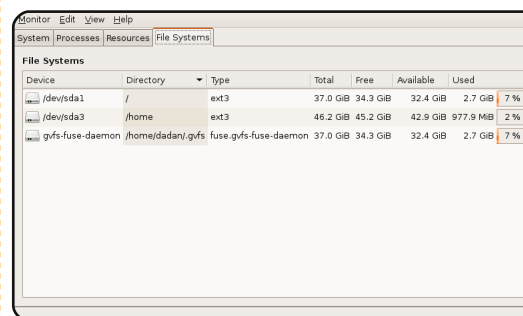 Monitor Edit View Help
System Processes Resources File Systems
File Systems
Device Directory Type Total Free Available Used
/dev/sda1 / ext3 37.0 GiB 34.3 GiB 32.4 GiB 2.7 GiB 7 %
/dev/sda3 /home ext3 46.2 GiB 45.2 GiB 42.9 GiB 977.9 MiB 2 %
gvfs-fuse-daemon /home/dadan/.gvfs fuse.gvfs-fuse-daemon 37.0 GiB 34.3 GiB 32.4 GiB 2.7 GiB 7 %